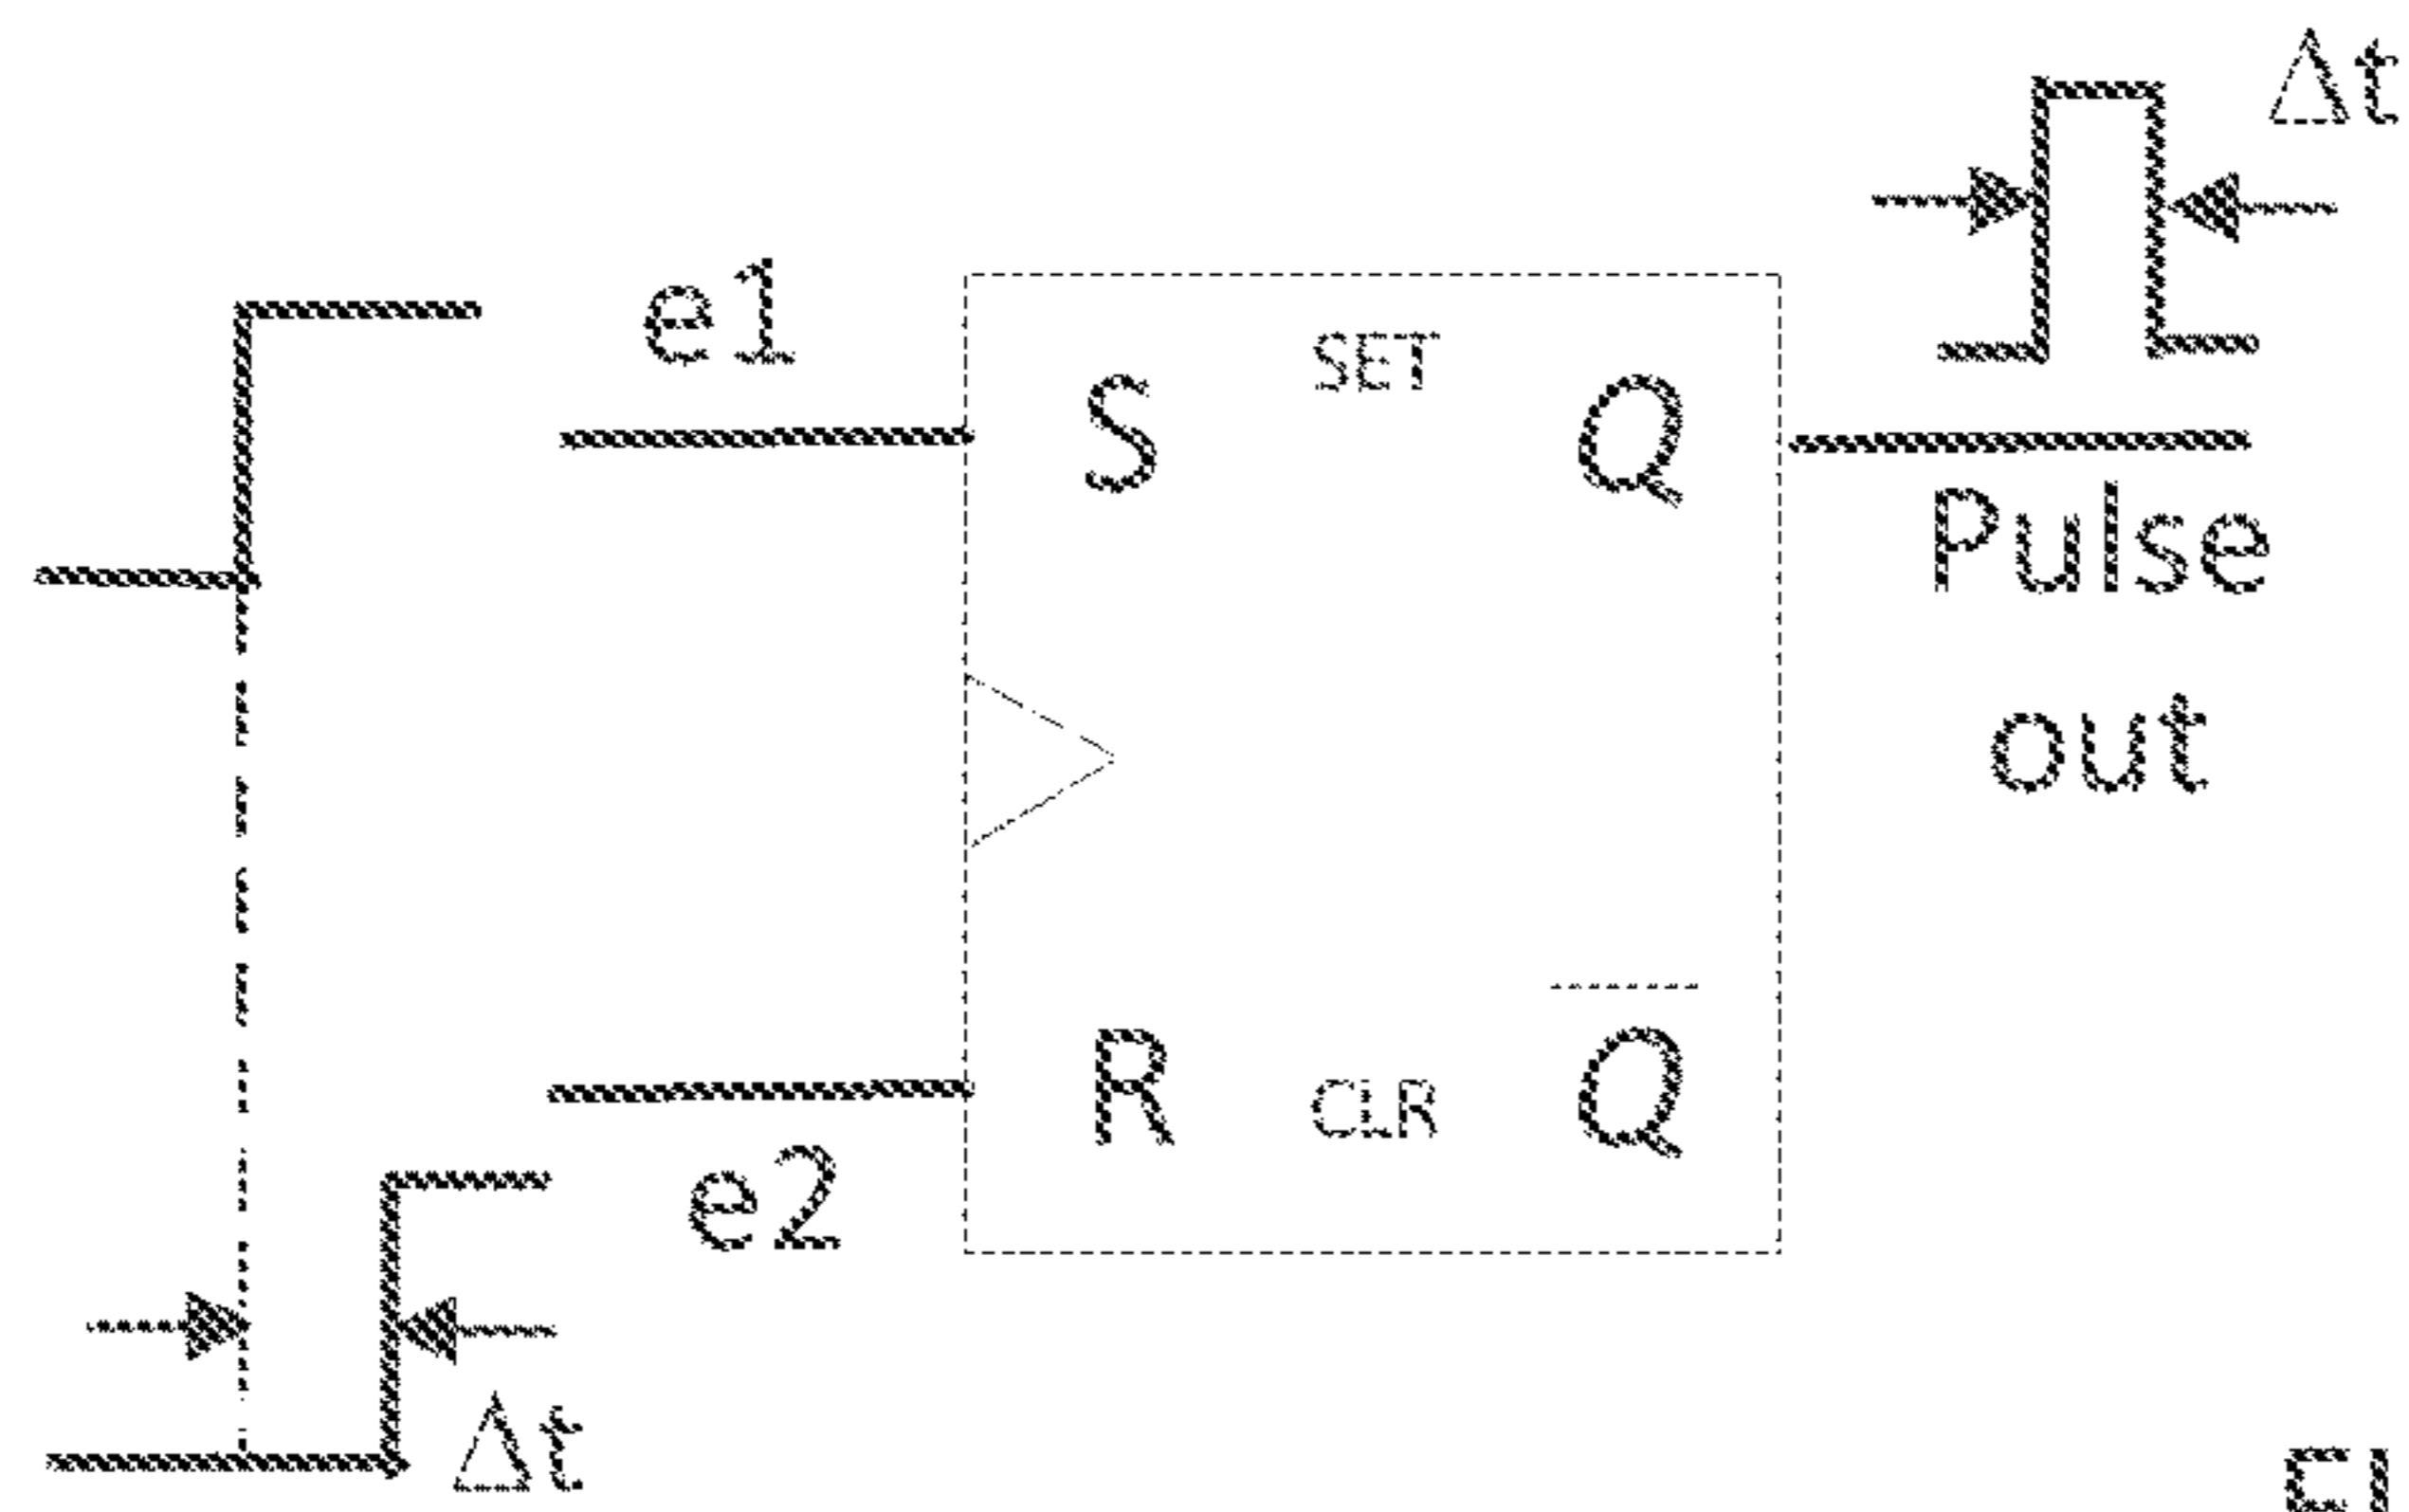 Δt
e1
SET
S Q
Pulse
out
R CLR Q̅
e2
Δt